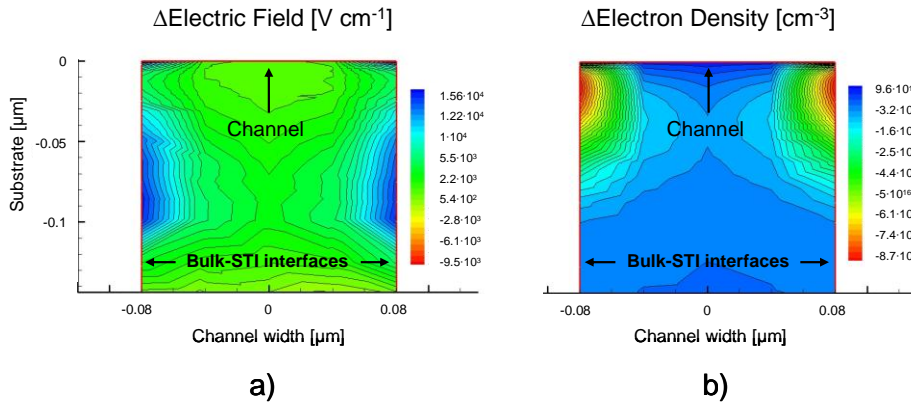 ΔElectric Field [V cm⁻¹]
0
-0.05
-0.1
Substrate [μm]
Channel
Bulk-STI interfaces
1.56·10⁴
1.22·10⁴
1·10⁴
5.5·10³
5.4·10²
-2.8·10³
-6.1·10³
-9.5·10³
-0.08
0
0.08
Channel width [μm]
a)
ΔElectron Density [cm⁻³]
Channel
Bulk-STI interfaces
-0.08
0
0.08
Channel width [μm]
b)